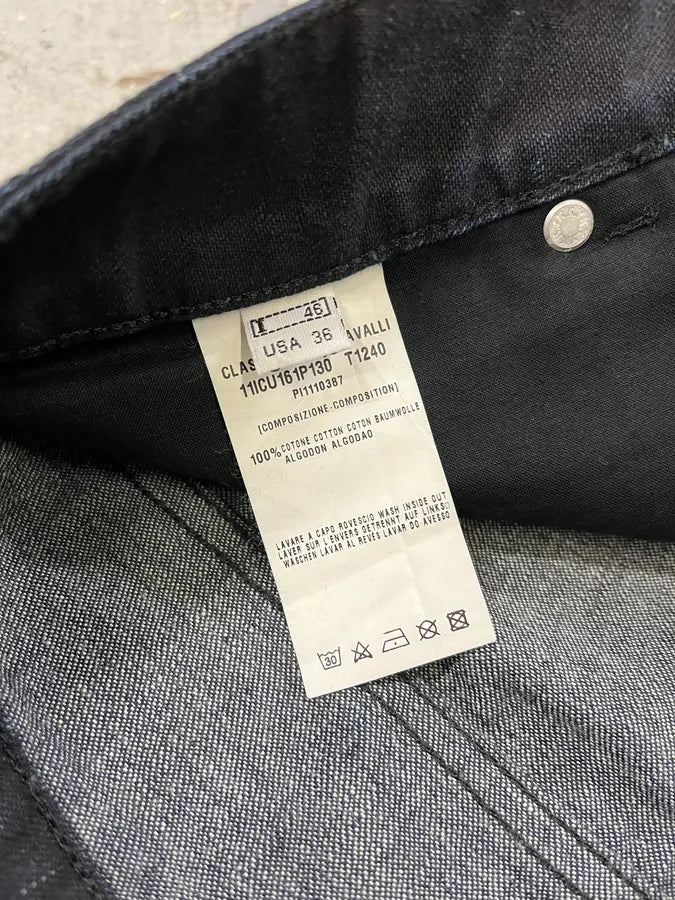 I 46
USA 36
CLAS AVALLI
11ICU161P130 T1240
PI1110387
[COMPOSIZIONE-COMPOSITION]
100% COTONE COTTON COTON BAUMWOLLE
ALGODON ALGODAO
LAVARE A CAPO ROVESCIO WASH INSIDE OUT
LAVER SUR L'ENVERS GETRENNT AUF LINKS
WASCHEN LAVAR AL REVES LAVAR DO AVESSO
30